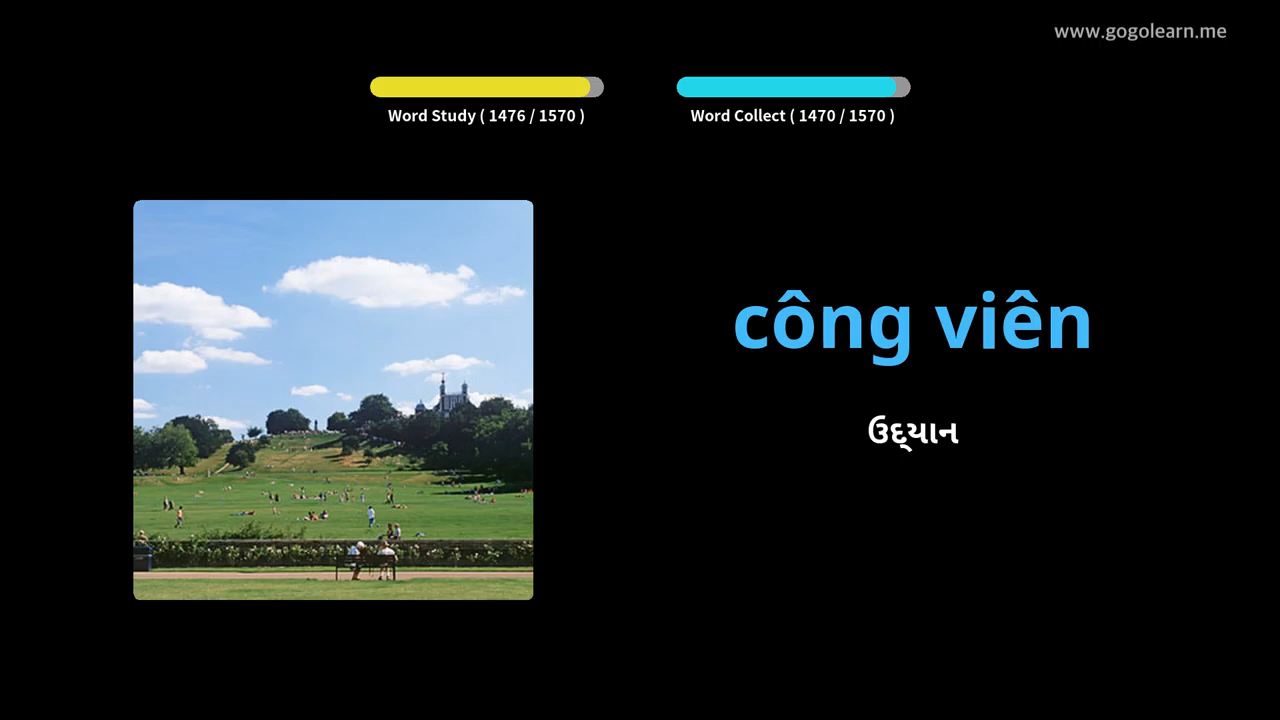 www.gogolearn.me
Word Study ( 1476 / 1570 )
Word Collect ( 1470 / 1570 )
công viên
ઉદ્‌યાન